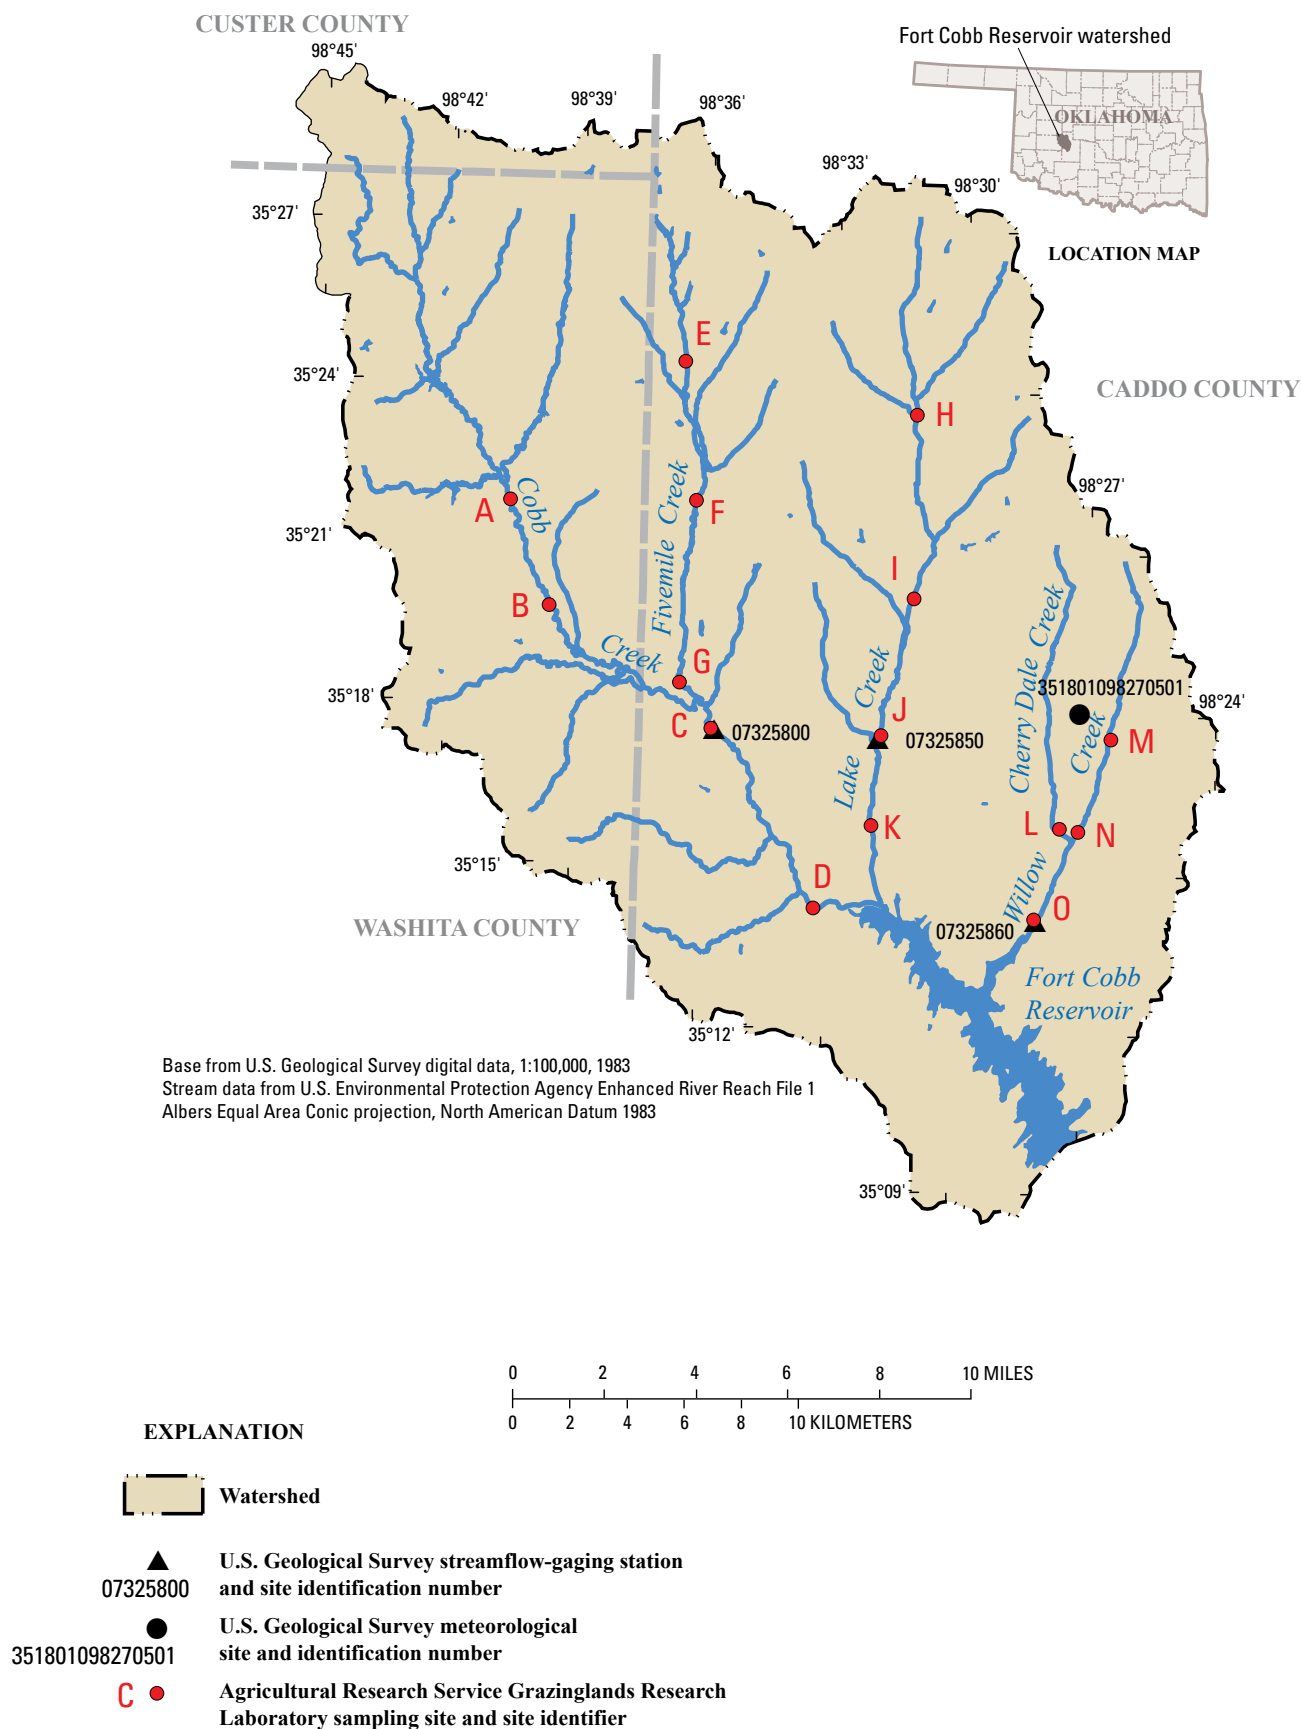 CUSTER COUNTY
98°45'
98°42'
98°39'
98°36'
98°33'
98°30'
Fort Cobb Reservoir watershed
OKLAHOMA
LOCATION MAP
35°27'
35°24'
35°21'
35°18'
35°15'
35°12'
35°09'
98°27'
98°24'
CADDO COUNTY
WASHITA COUNTY
E
H
A
Cobb
F
Fivemile Creek
I
B
Creek
G
C
07325800
Creek
J
07325850
Lake
K
Cherry Dale Creek
351801098270501
Creek
M
L
N
D
Willow
O
07325860
Fort Cobb
Reservoir
Base from U.S. Geological Survey digital data, 1:100,000, 1983
Stream data from U.S. Environmental Protection Agency Enhanced River Reach File 1
Albers Equal Area Conic projection, North American Datum 1983
0 2 4 6 8 10 MILES
0 2 4 6 8 10 KILOMETERS
EXPLANATION
Watershed
U.S. Geological Survey streamflow-gaging station
07325800 and site identification number
U.S. Geological Survey meteorological
351801098270501 site and identification number
C Agricultural Research Service Grazinglands Research
Laboratory sampling site and site identifier